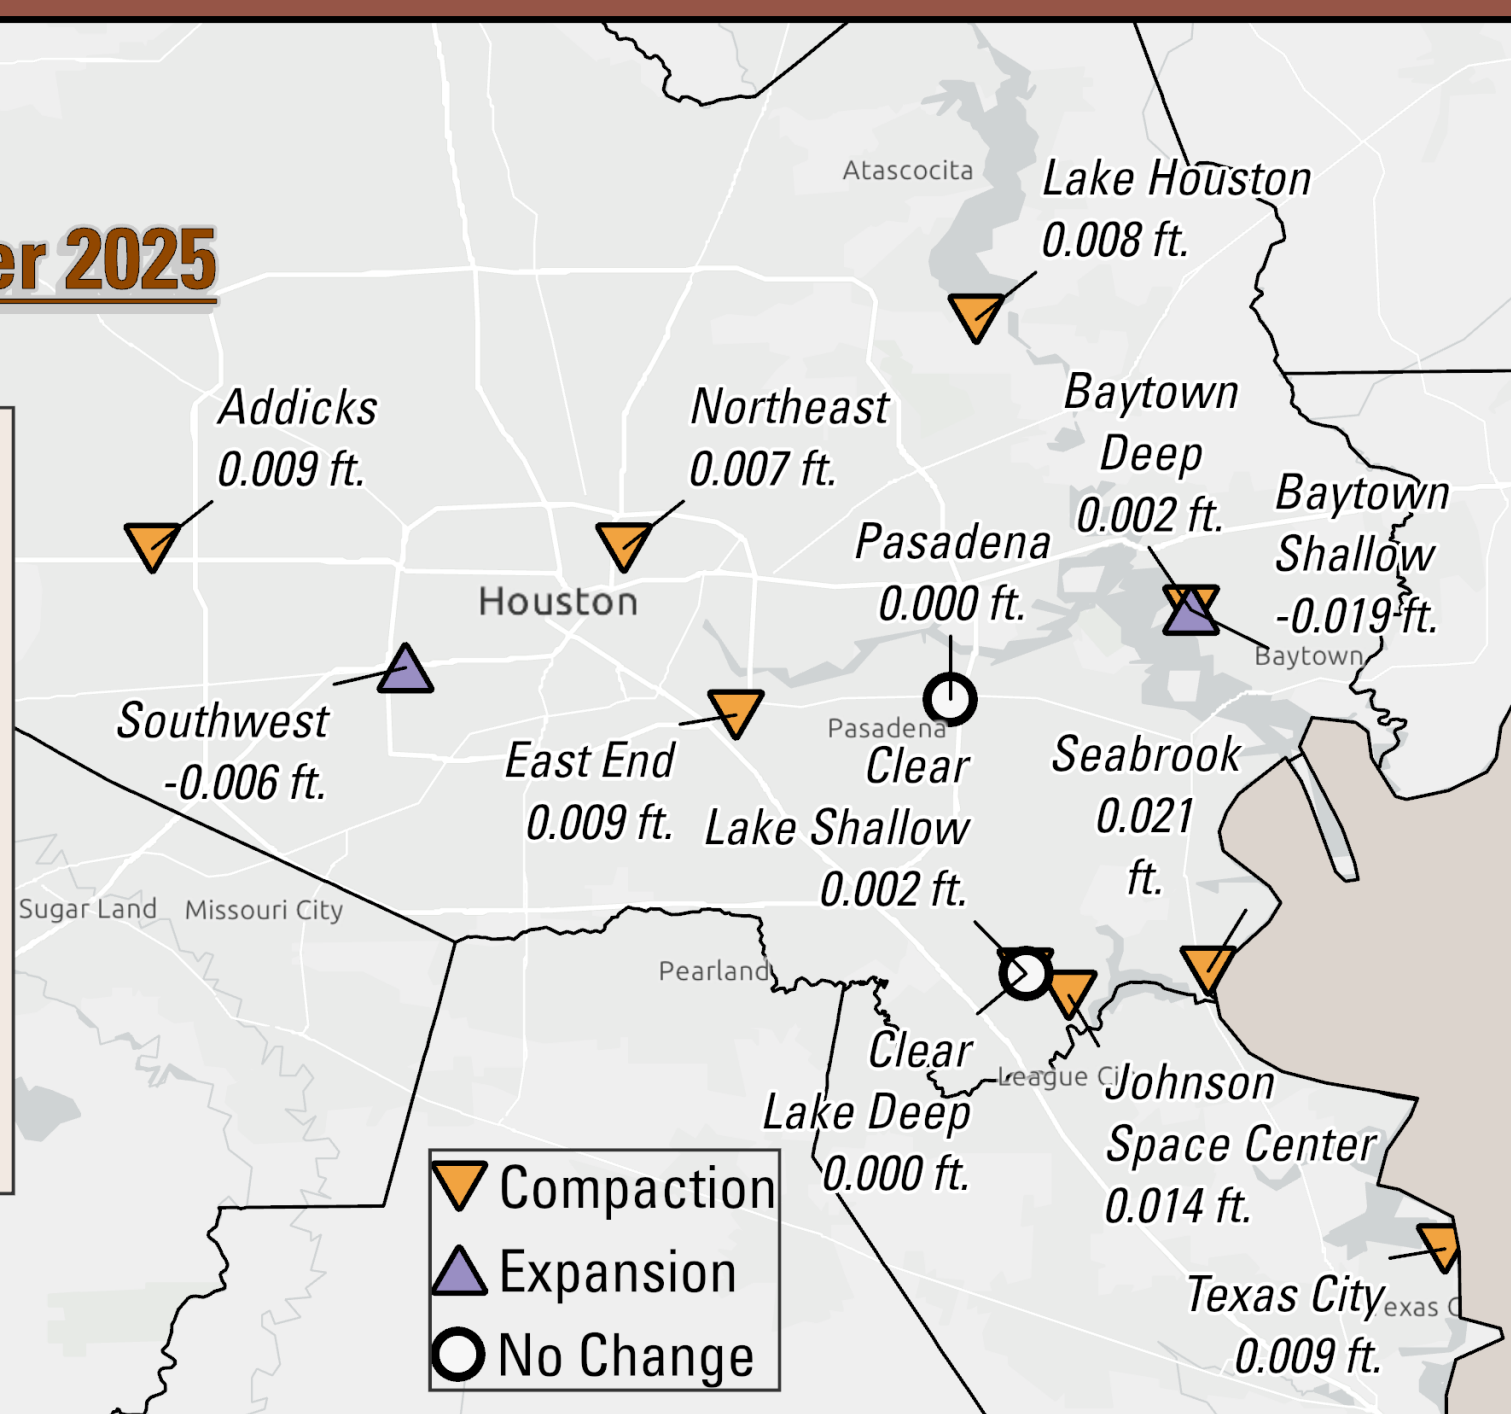 er 2025
Atascocita
Lake Houston
0.008 ft.
Addicks
0.009 ft.
Northeast
0.007 ft.
Baytown
Deep
0.002 ft.
Baytown
Shallow
-0.019 ft.
Baytown
Pasadena
0.000 ft.
Houston
Southwest
-0.006 ft.
East End
0.009 ft.
Pasadena
Clear
Lake Shallow
0.002 ft.
Seabrook
0.021
ft.
Sugar Land
Missouri City
Pearland
Clear
Lake Deep
0.000 ft.
League Ci
Johnson
Space Center
0.014 ft.
Texas City
0.009 ft.
exas C
Compaction
Expansion
No Change